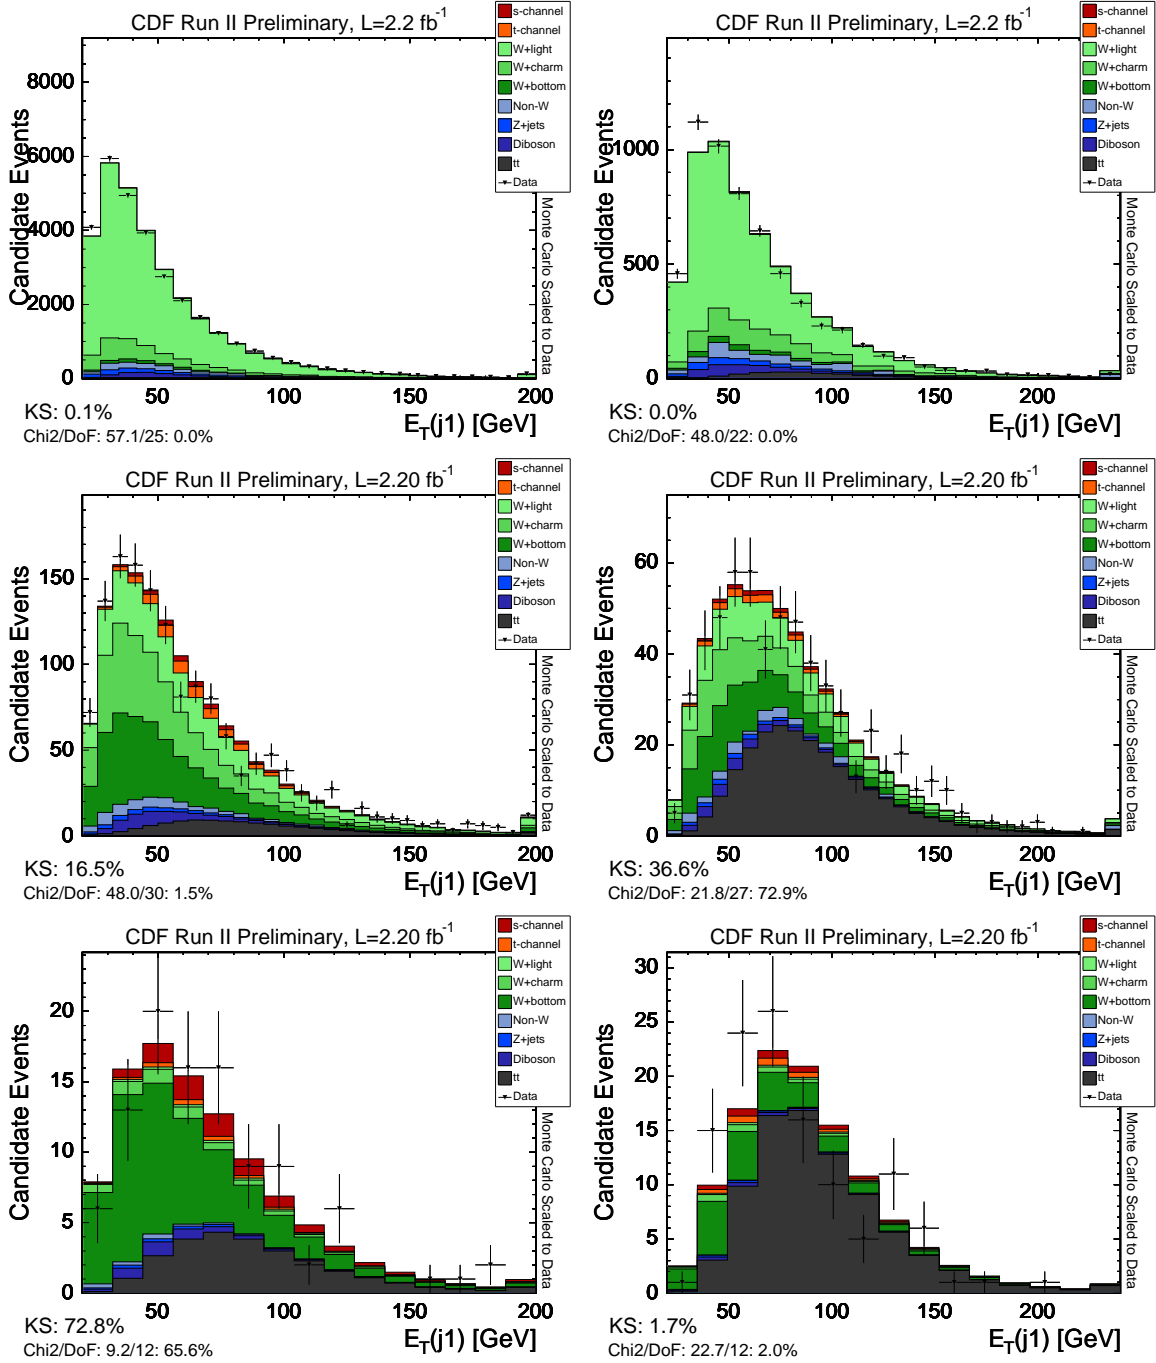 CDF Run II Preliminary, L=2.2 fb-1
s-channel
t-channel
W+light
W+charm
W+bottom
Non-W
Z+jets
Diboson
tt
Data
Candidate Events
8000
6000
4000
2000
0
50
100
150
200
Monte Carlo Scaled to Data
KS: 0.1%
ET(j1) [GeV]
Chi2/DoF: 57.1/25: 0.0%
CDF Run II Preliminary, L=2.2 fb-1
s-channel
t-channel
W+light
W+charm
W+bottom
Non-W
Z+jets
Diboson
tt
Data
Candidate Events
1000
500
0
50
100
150
200
Monte Carlo Scaled to Data
KS: 0.0%
ET(j1) [GeV]
Chi2/DoF: 48.0/22: 0.0%
CDF Run II Preliminary, L=2.20 fb-1
s-channel
t-channel
W+light
W+charm
W+bottom
Non-W
Z+jets
Diboson
tt
Data
Candidate Events
150
100
50
0
50
100
150
200
Monte Carlo Scaled to Data
KS: 16.5%
ET(j1) [GeV]
Chi2/DoF: 48.0/30: 1.5%
CDF Run II Preliminary, L=2.20 fb-1
s-channel
t-channel
W+light
W+charm
W+bottom
Non-W
Z+jets
Diboson
tt
Data
Candidate Events
60
40
20
0
50
100
150
200
Monte Carlo Scaled to Data
KS: 36.6%
ET(j1) [GeV]
Chi2/DoF: 21.8/27: 72.9%
CDF Run II Preliminary, L=2.20 fb-1
s-channel
t-channel
W+light
W+charm
W+bottom
Non-W
Z+jets
Diboson
tt
Data
Candidate Events
20
15
10
5
0
50
100
150
200
Monte Carlo Scaled to Data
KS: 72.8%
ET(j1) [GeV]
Chi2/DoF: 9.2/12: 65.6%
CDF Run II Preliminary, L=2.20 fb-1
s-channel
t-channel
W+light
W+charm
W+bottom
Non-W
Z+jets
Diboson
tt
Data
Candidate Events
30
25
20
15
10
5
0
50
100
150
200
Monte Carlo Scaled to Data
KS: 1.7%
ET(j1) [GeV]
Chi2/DoF: 22.7/12: 2.0%